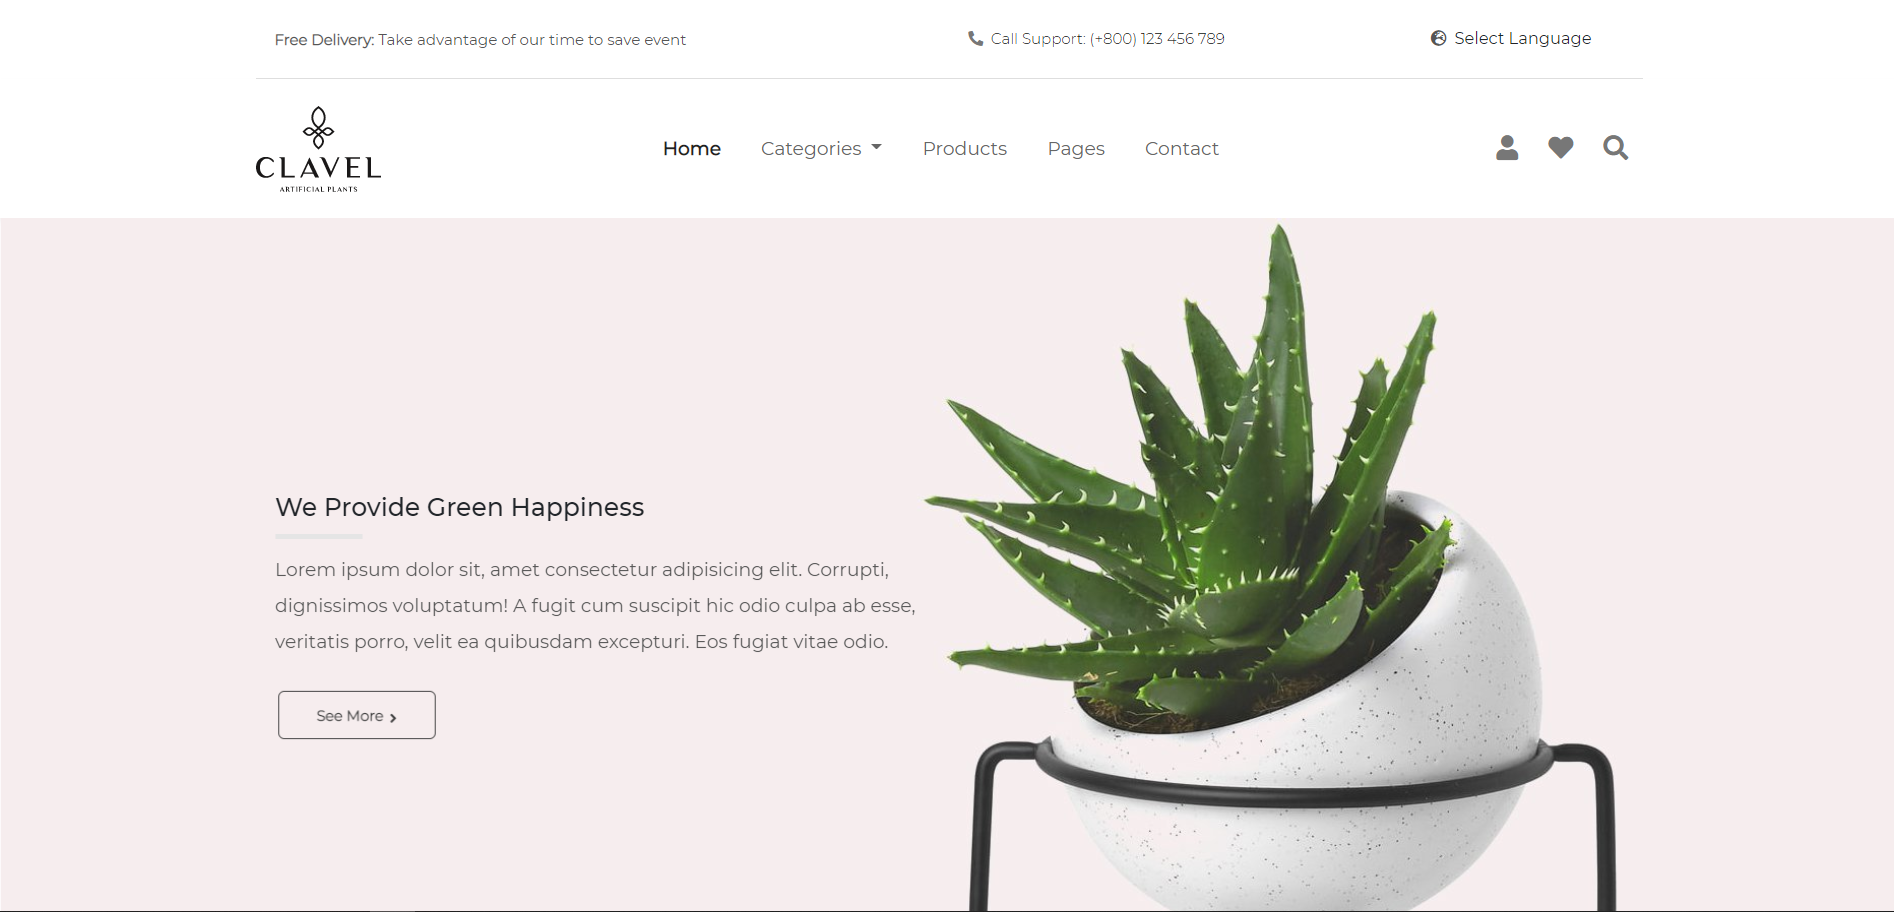 Free Delivery: Take advantage of our time to save event
Call Support: (+800) 123 456 789
Select Language
CLAVEL
ARTIFICIAL PLANTS
Home
Categories
Products
Pages
Contact
We Provide Green Happiness
Lorem ipsum dolor sit, amet consectetur adipisicing elit. Corrupti,
dignissimos voluptatum! A fugit cum suscipit hic odio culpa ab esse,
veritatis porro, velit ea quibusdam excepturi. Eos fugiat vitae odio.
See More